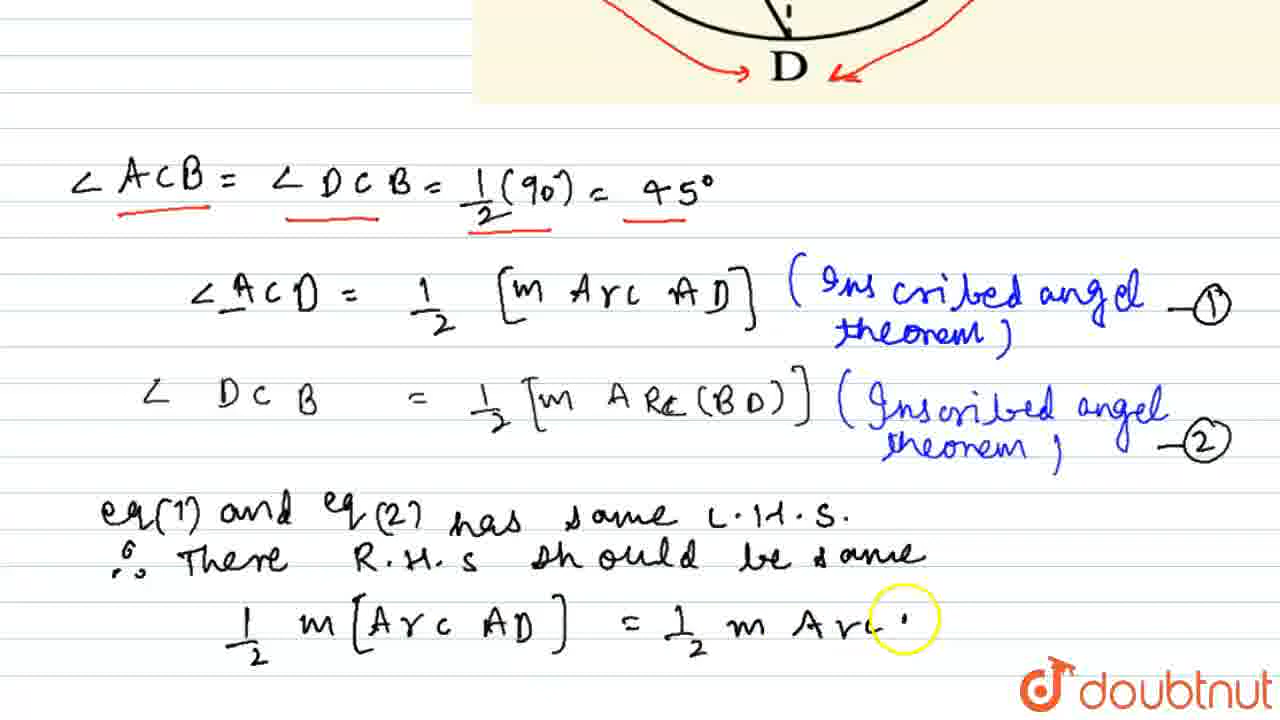 D
∠ ACB = ∠ DCB = 1/2 (90°) = 45°
∠ ACD = 1/2 [m Arc AD] (Inscribed angel theorem) -①
∠ DCB = 1/2 [m ARC (BD)] (Inscribed angel theorem) -②
eq(1) and eq(2) has same L.H.S.
∴ There R.H.S should be same
1/2 m [Arc AD] = 1/2 m Arc
doubtnut